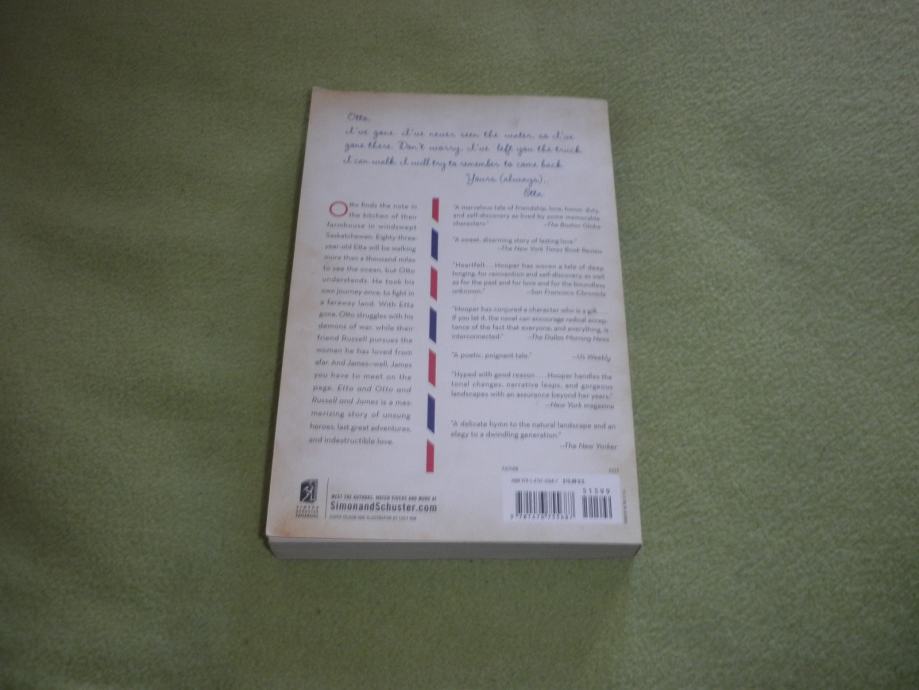 Otto,
I've gone. I've never seen the water, so I've
gone there. Don't worry, I've left you the truck.
I can walk. I will try to remember to come back.
Yours (always),
Etta
Otto finds the note in
the kitchen of their
farmhouse in windswept
Saskatchewan. Eighty-three-
year-old Etta will be walking
more than a thousand miles
to see the ocean, but Otto
understands. He took his
own journey once, to fight in
a faraway land. With Etta
gone, Otto struggles with his
demons of war, while their
friend Russell pursues the
woman he has loved from
afar. And James—well, James
you have to meet on the
page. Etta and Otto and
Russell and James is a mes-
merizing story of unsung
heroes, last great adventures,
and indestructible love.
"A marvelous tale of friendship, love, honor, duty,
and self-discovery as lived by some memorable
characters." —The Boston Globe
"A sweet, disarming story of lasting love."
—The New York Times Book Review
"Heartfelt . . . Hooper has woven a tale of deep
longing, for reinvention and self-discovery, as well
as for the past and for love and for the boundless
unknown." —San Francisco Chronicle
"Hooper has conjured a character who is a gift. . . .
If you let it, the novel can encourage radical accep-
tance of the fact that everyone, and everything, is
interconnected." —The Dallas Morning News
"A poetic, poignant tale." —Us Weekly
"Hyped with good reason . . . . Hooper handles the
tonal changes, narrative leaps, and gorgeous
landscapes with an assurance beyond her years."
—New York magazine
"A delicate hymn to the natural landscape and an
elegy to a dwindling generation."
—The New Yorker
MEET THE AUTHORS, WATCH VIDEOS AND MORE AT
SimonandSchuster.com
FICTION
$15.99 U.S.
51599